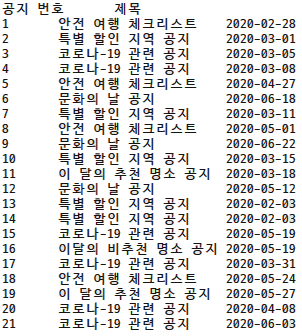 공지 번호 제목
1 안전 여행 체크리스트 2020-02-28
2 특별 할인 지역 공지 2020-03-01
3 코로나-19 관련 공지 2020-03-05
4 코로나-19 관련 공지 2020-03-08
5 안전 여행 체크리스트 2020-04-27
6 문화의 날 공지 2020-06-18
7 특별 할인 지역 공지 2020-03-11
8 안전 여행 체크리스트 2020-05-01
9 문화의 날 공지 2020-06-22
10 특별 할인 지역 공지 2020-03-15
11 이 달의 추천 명소 공지 2020-03-18
12 문화의 날 공지 2020-05-12
13 특별 할인 지역 공지 2020-02-03
14 특별 할인 지역 공지 2020-02-03
15 코로나-19 관련 공지 2020-05-19
16 이달의 비추천 명소 공지 2020-05-19
17 코로나-19 관련 공지 2020-03-31
18 안전 여행 체크리스트 2020-05-24
19 이 달의 추천 명소 공지 2020-05-27
20 코로나-19 관련 공지 2020-04-08
21 코로나-19 관련 공지 2020-06-03